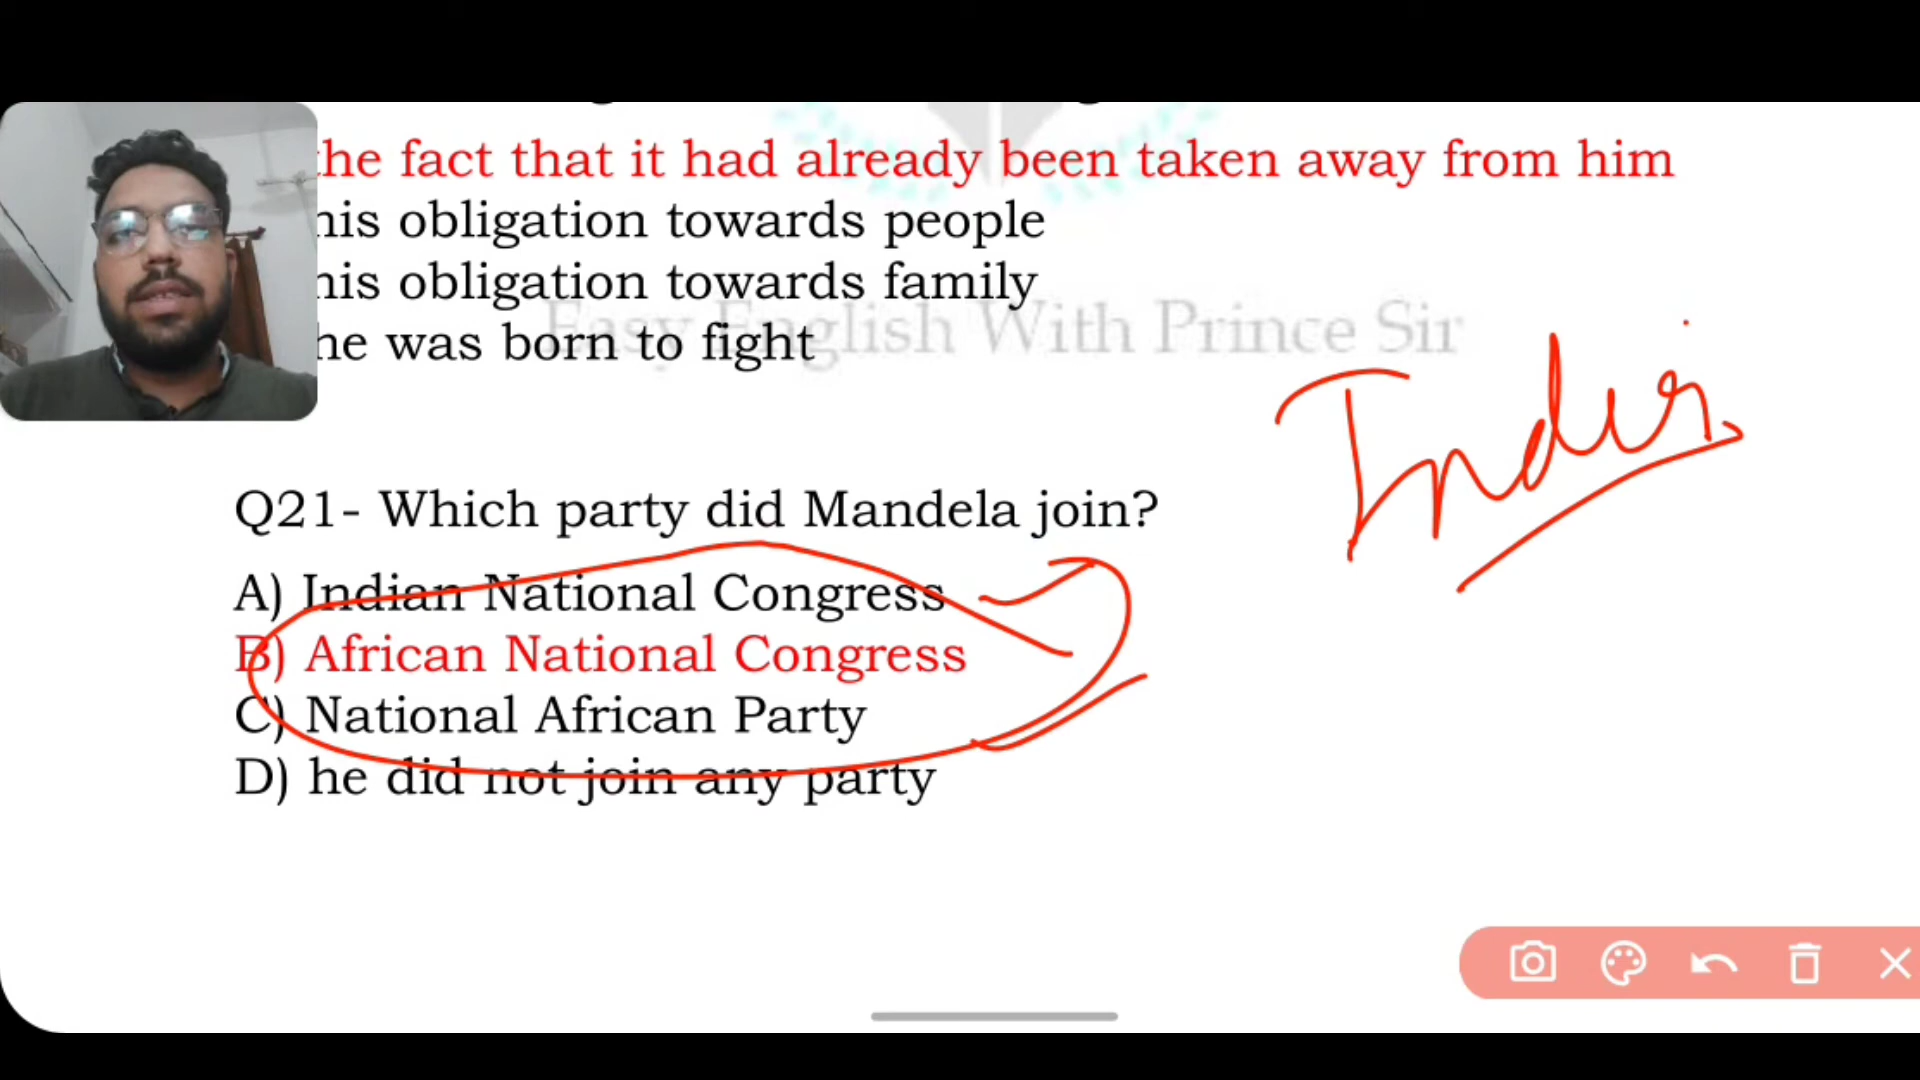 the fact that it had already been taken away from him
his obligation towards people
his obligation towards family
he was born to fight
Easy English With Prince Sir
India
Q21- Which party did Mandela join?
A) Indian National Congress
B) African National Congress
C) National African Party
D) he did not join any party